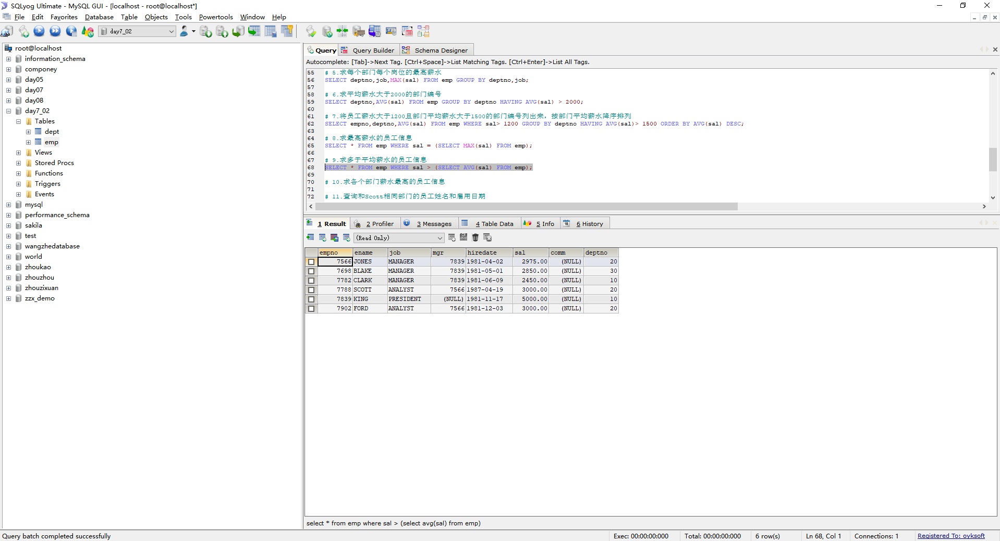 SQLyog Ultimate - MySQL GUI - [localhost - root@localhost*]
File Edit Favorites Database Table Objects Tools Powertools Window Help
day7_02
root@localhost
information_schema
componey
day05
day07
day08
day7_02
Tables
dept
emp
Views
Stored Procs
Functions
Triggers
Events
mysql
performance_schema
sakila
test
wangzhedatabase
world
zhoukao
zhouzhou
zhouzixuan
zzx_demo
Query Query Builder Schema Designer
Autocomplete: [Tab]->Next Tag. [Ctrl+Space]->List Matching Tags. [Ctrl+Enter]->List All Tags.
55 # 5.求每个部门每个岗位的最高薪水
56 SELECT deptno,job,MAX(sal) FROM emp GROUP BY deptno,job;
57
58 # 6.求平均薪水大于2000的部门编号
59 SELECT deptno,AVG(sal) FROM emp GROUP BY deptno HAVING AVG(sal) > 2000;
60
61 # 7.将员工薪水大于1200且部门平均薪水大于1500的部门编号列出来，按部门平均薪水降序排列
62 SELECT empno,deptno,AVG(sal) FROM emp WHERE sal> 1200 GROUP BY deptno HAVING AVG(sal)> 1500 ORDER BY AVG(sal) DESC;
63
64 # 8.求最高薪水的员工信息
65 SELECT * FROM emp WHERE sal = (SELECT MAX(sal) FROM emp);
66
67 # 9.求多于平均薪水的员工信息
68 SELECT * FROM emp WHERE sal > (SELECT AVG(sal) FROM emp);
69
70 # 10.求各个部门薪水最高的员工信息
71
72 # 11.查询和Scott相同部门的员工姓名和雇用日期
1 Result 2 Profiler 3 Messages 4 Table Data 5 Info 6 History
(Read Only)
empno ename job mgr hiredate sal comm deptno
7566 JONES MANAGER 7839 1981-04-02 2975.00 (NULL) 20
7698 BLAKE MANAGER 7839 1981-05-01 2850.00 (NULL) 30
7782 CLARK MANAGER 7839 1981-06-09 2450.00 (NULL) 10
7788 SCOTT ANALYST 7566 1987-04-19 3000.00 (NULL) 20
7839 KING PRESIDENT (NULL) 1981-11-17 5000.00 (NULL) 10
7902 FORD ANALYST 7566 1981-12-03 3000.00 (NULL) 20
select * from emp where sal > (select avg(sal) from emp)
Query batch completed successfully
Exec: 00:00:00:000 Total: 00:00:00:000 6 row(s) Ln 68, Col 1 Connections: 1 Registered To: oyksoft